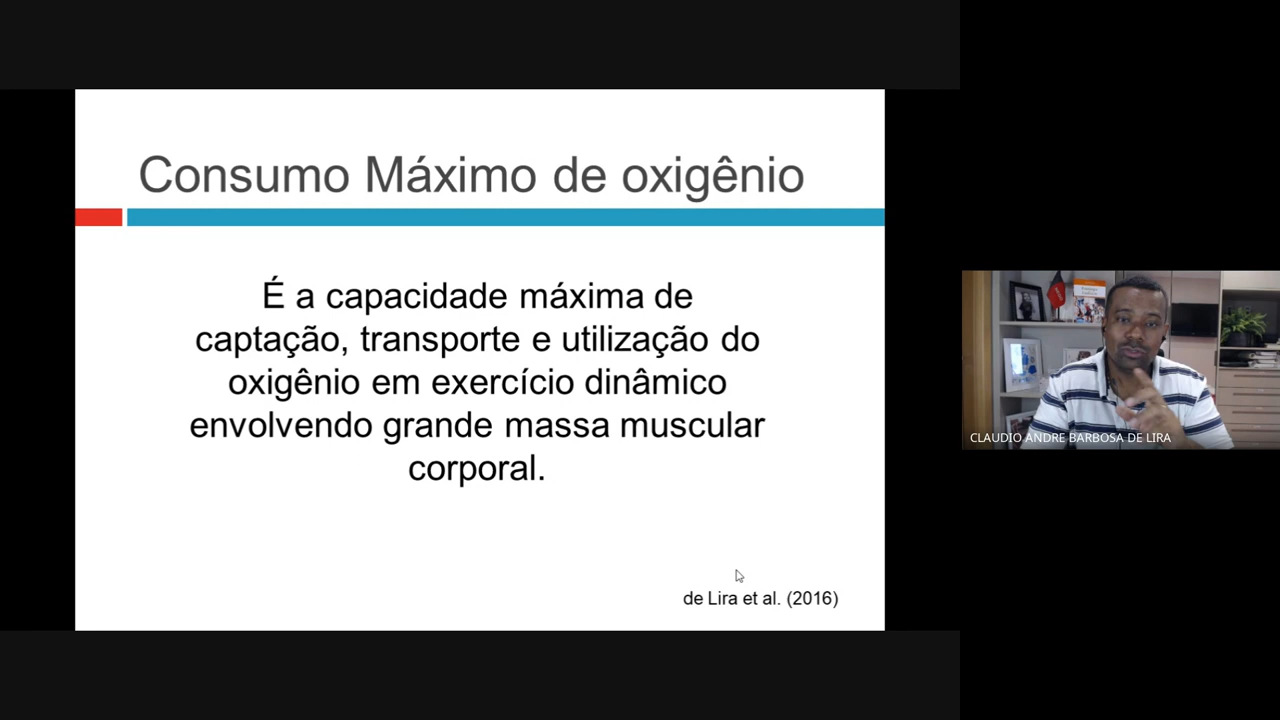 Consumo Máximo de oxigênio
É a capacidade máxima de
captação, transporte e utilização do
oxigênio em exercício dinâmico
envolvendo grande massa muscular
corporal.
de Lira et al. (2016)
CLAUDIO ANDRE BARBOSA DE LIRA